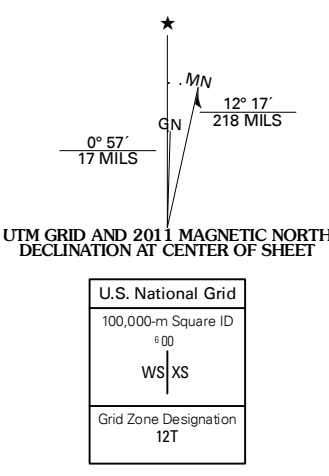 MN
12° 17´
218 MILS
GN
0° 57´
17 MILS
UTM GRID AND 2011 MAGNETIC NORTH
DECLINATION AT CENTER OF SHEET
U.S. National Grid
100,000-m Square ID
6 00
WS XS
Grid Zone Designation
12T